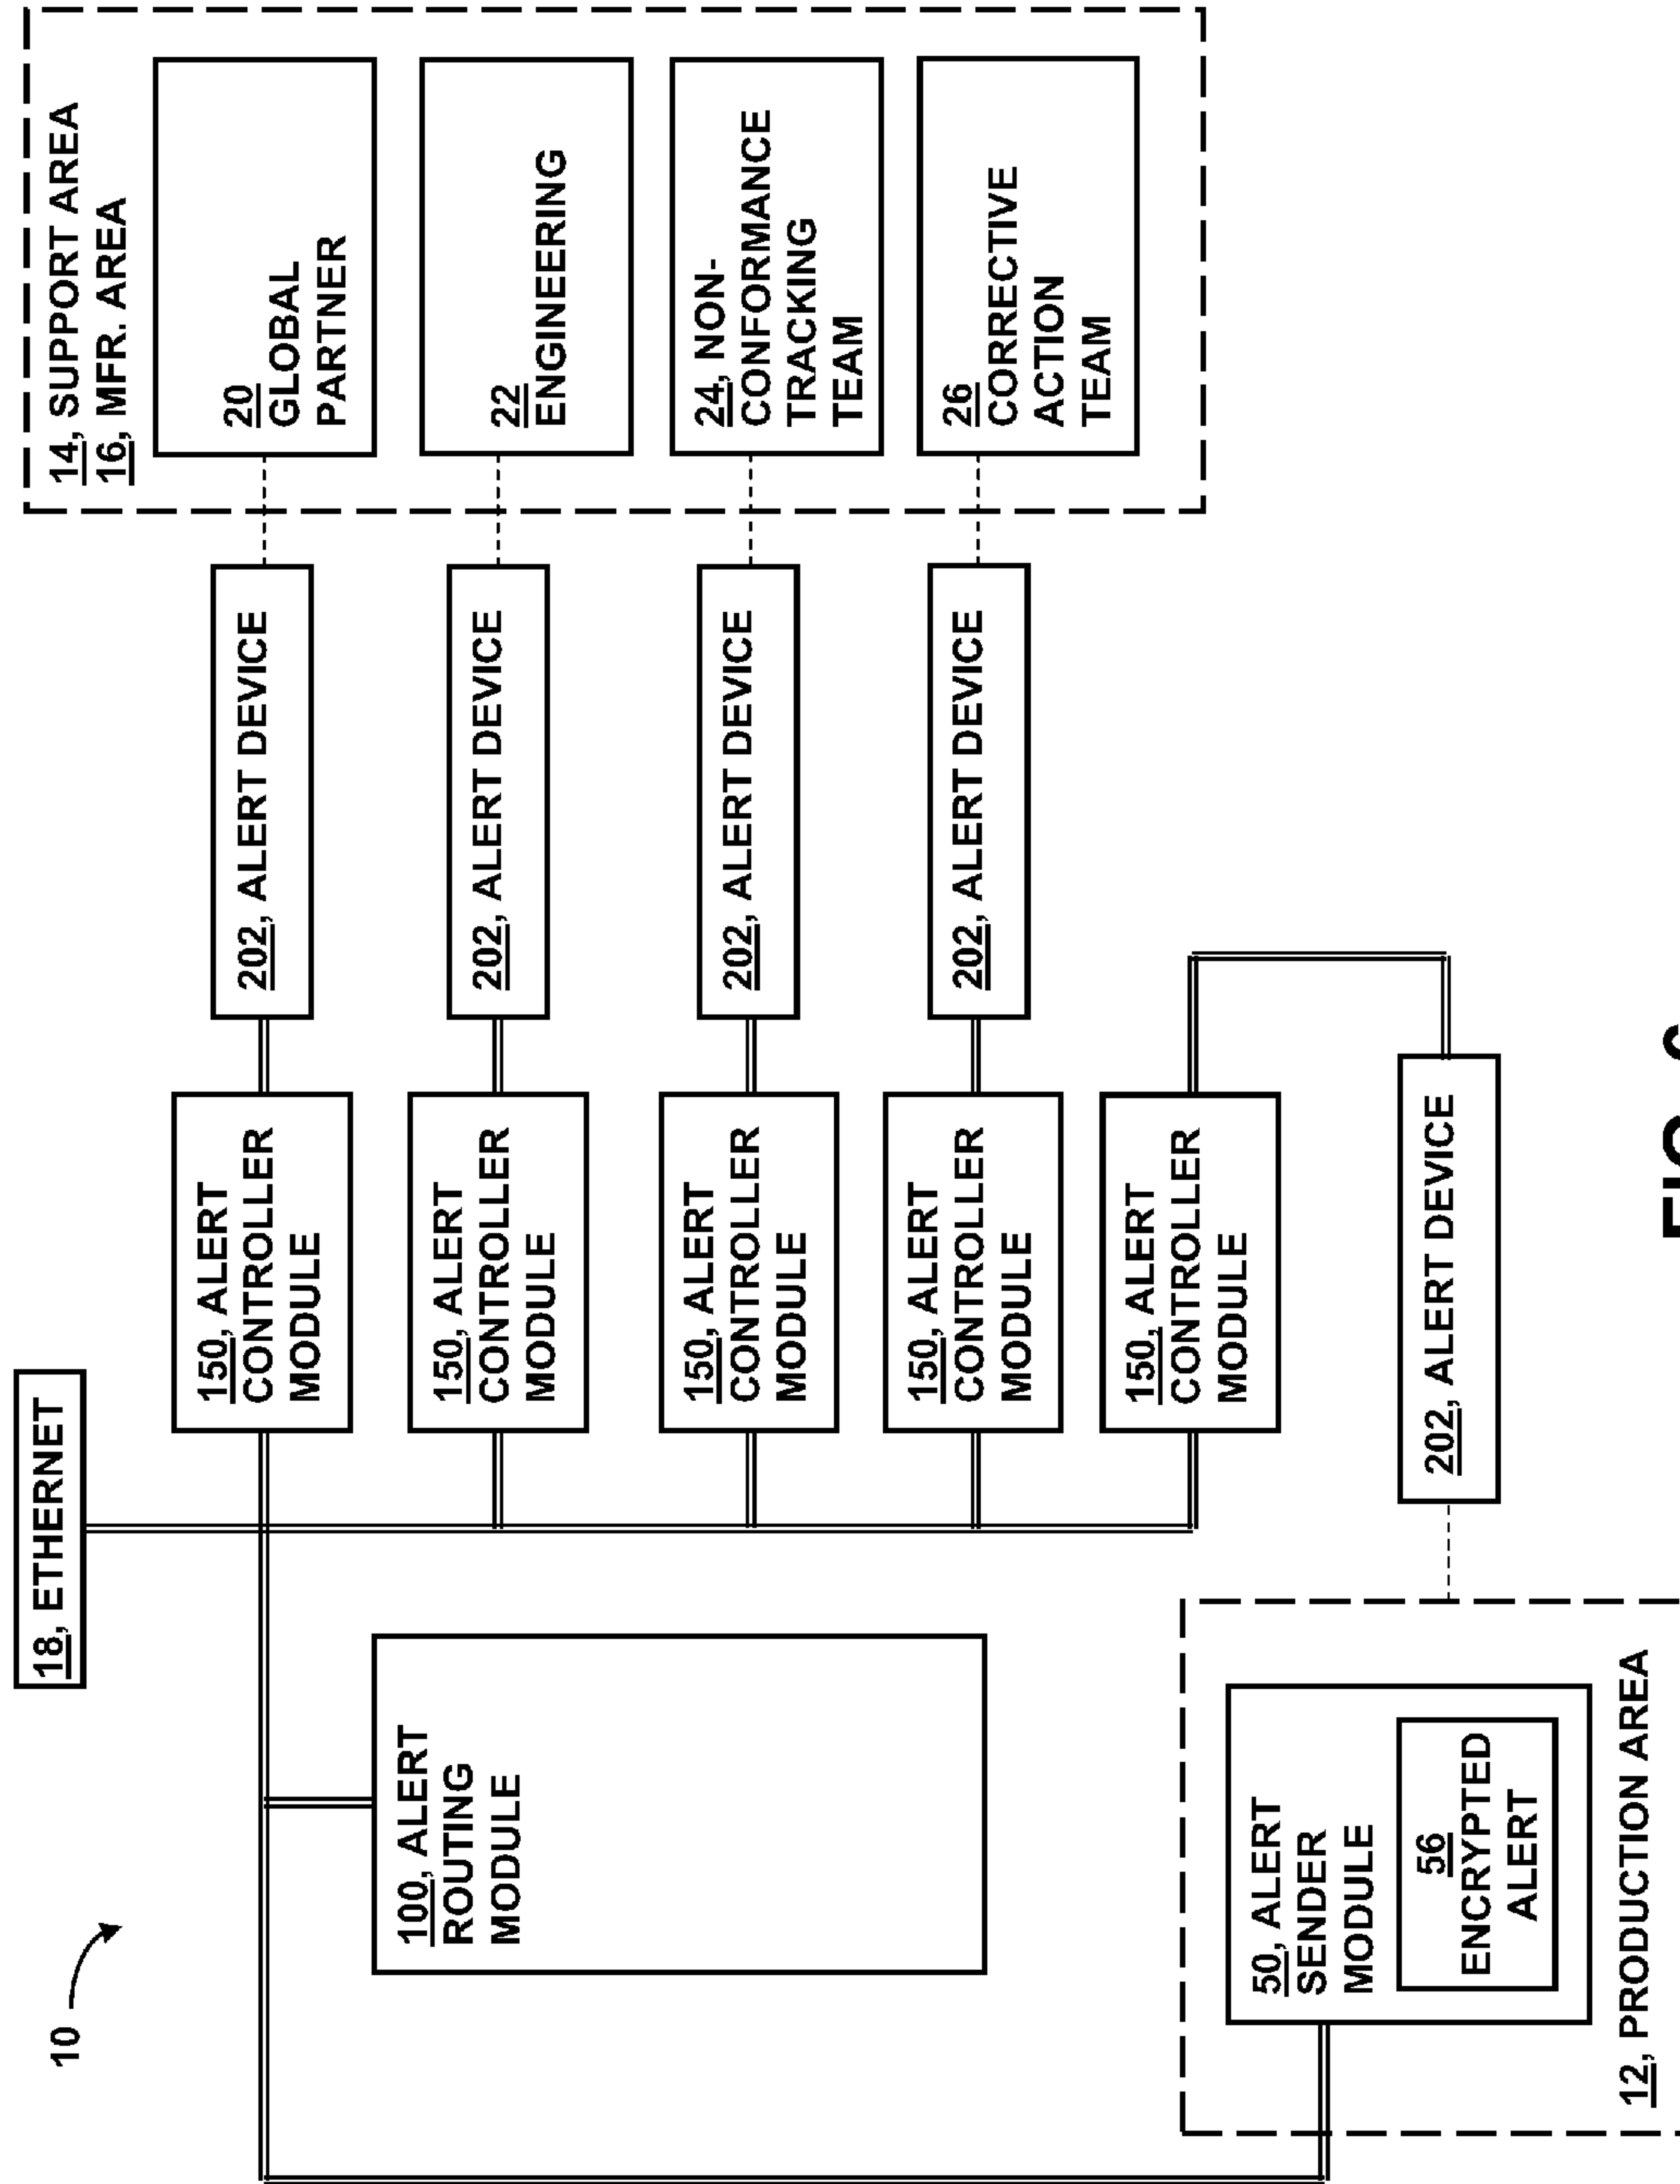 10
18, ETHERNET
14, SUPPORT AREA
16, MFR. AREA
150, ALERT
CONTROLLER
MODULE
202, ALERT DEVICE
20
GLOBAL
PARTNER
100, ALERT
ROUTING
MODULE
150, ALERT
CONTROLLER
MODULE
202, ALERT DEVICE
22
ENGINEERING
150, ALERT
CONTROLLER
MODULE
202, ALERT DEVICE
24, NON-
CONFORMANCE
TRACKING
TEAM
150, ALERT
CONTROLLER
MODULE
202, ALERT DEVICE
26
CORRECTIVE
ACTION
TEAM
150, ALERT
CONTROLLER
MODULE
50, ALERT
SENDER
MODULE
56
ENCRYPTED
ALERT
202, ALERT DEVICE
12, PRODUCTION AREA
FIG